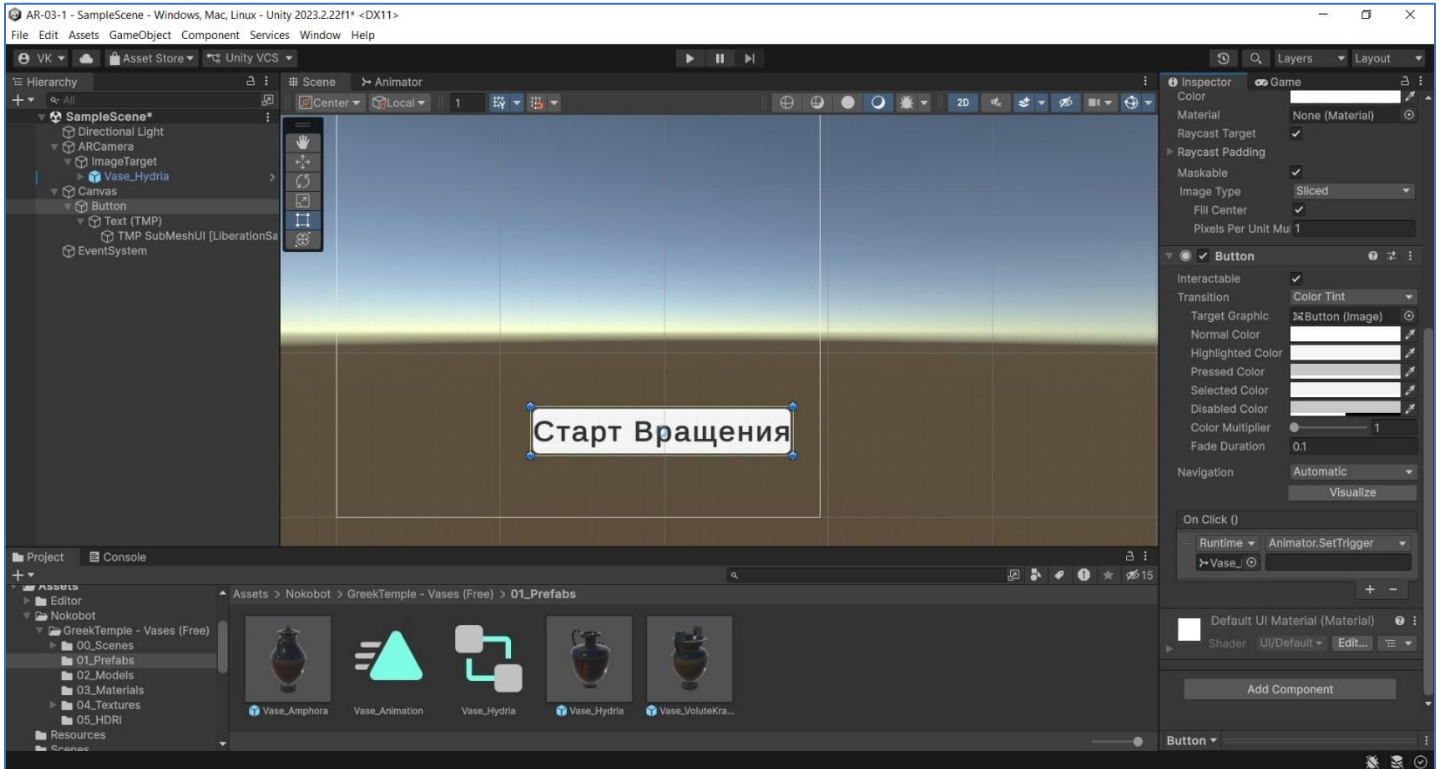 AR-03-1 - SampleScene - Windows, Mac, Linux - Unity 2023.2.22f1* <DX11>
File Edit Assets GameObject Component Services Window Help
VK Asset Store Unity VCS Layers Layout
Hierarchy
All
SampleScene*
Directional Light
ARCamera
ImageTarget
Vase_Hydria
Canvas
Button
Text (TMP)
TMP SubMeshUI [LiberationSa
EventSystem
Scene Animator
Center Local 1 2D
Старт Вращения
Inspector Game
Color
Material None (Material)
Raycast Target
Raycast Padding
Maskable
Image Type Sliced
Fill Center
Pixels Per Unit Mu 1
Button
Interactable
Transition Color Tint
Target Graphic Button (Image)
Normal Color
Highlighted Color
Pressed Color
Selected Color
Disabled Color
Color Multiplier 1
Fade Duration 0.1
Navigation Automatic
Visualize
On Click ()
Runtime Animator.SetTrigger
Vase_
+ -
Default UI Material (Material)
Shader UI/Default Edit...
Add Component
Button
Project Console
15
Assets
Editor
Nokobot
GreekTemple - Vases (Free)
00_Scenes
01_Prefabs
02_Models
03_Materials
04_Textures
05_HDRI
Resources
Scenes
Assets > Nokobot > GreekTemple - Vases (Free) > 01_Prefabs
Vase_Amphora Vase_Animation Vase_Hydria Vase_Hydria Vase_VoluteKra...